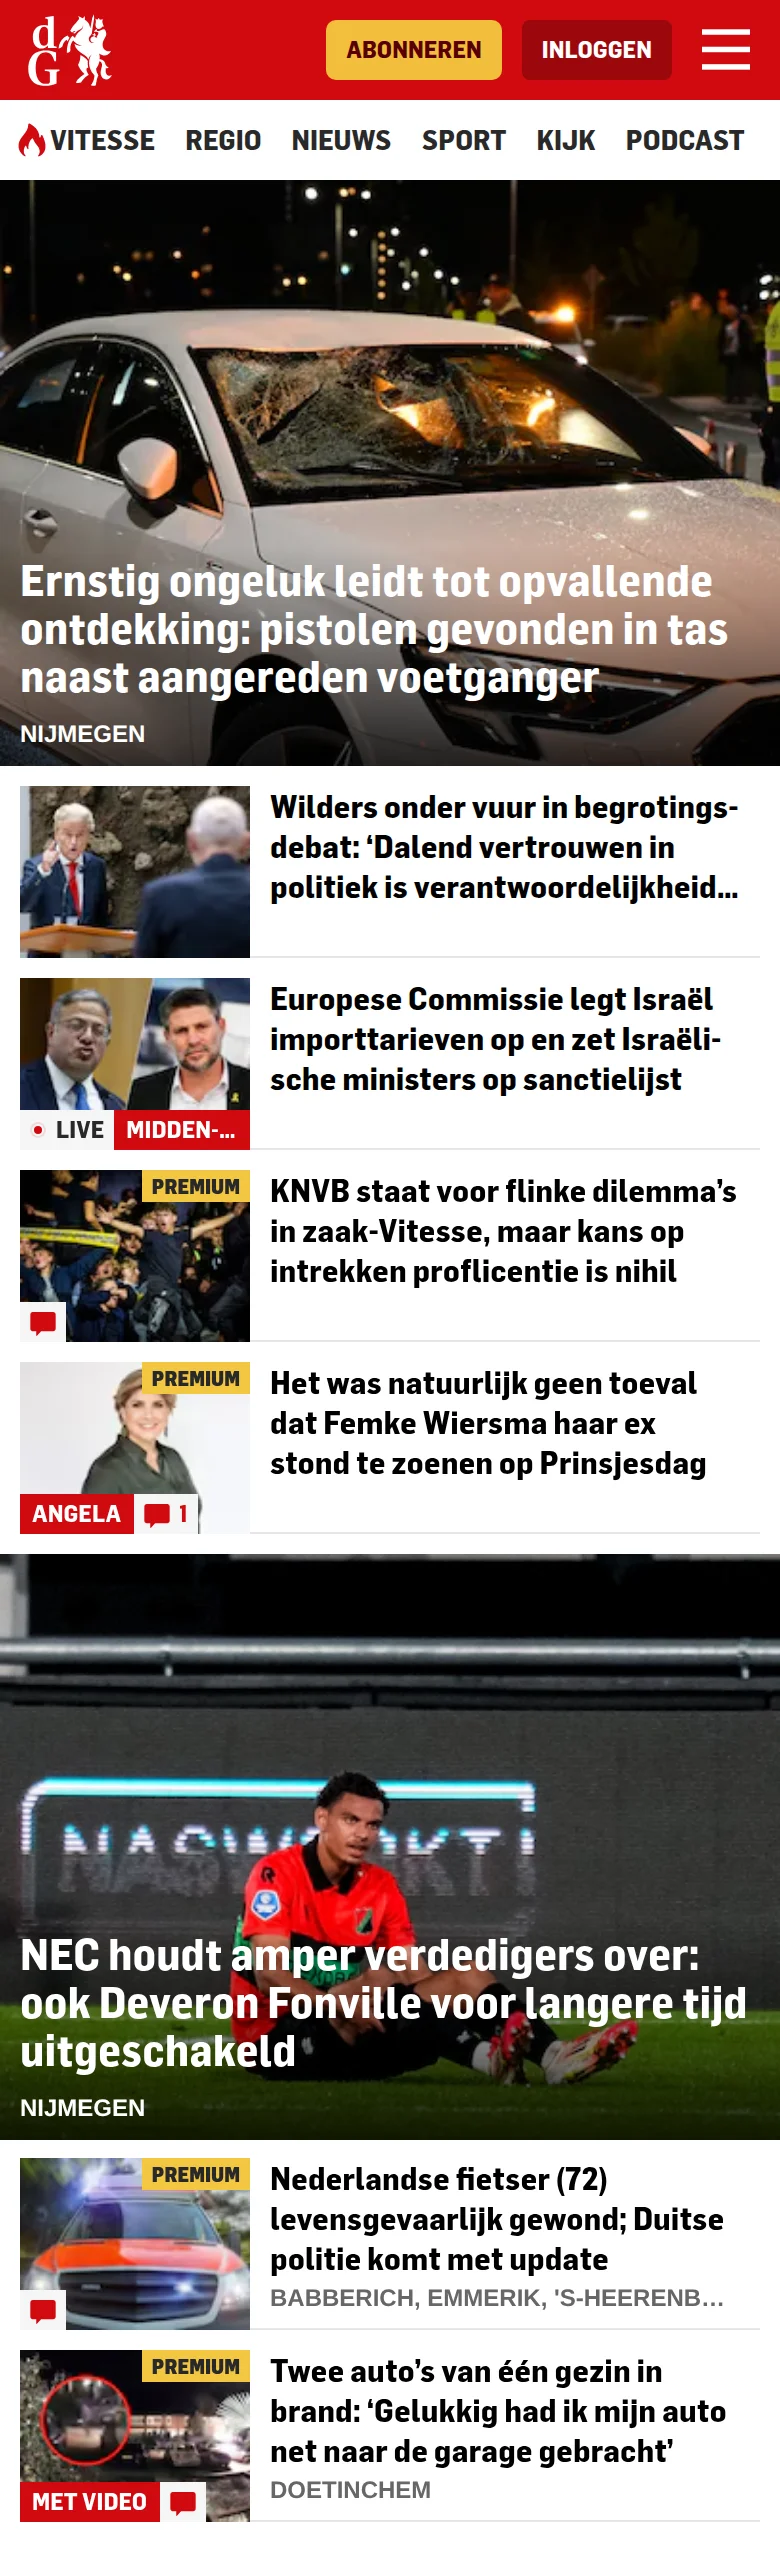 dG
ABONNEREN
INLOGGEN
VITESSE REGIO NIEUWS SPORT KIJK PODCAST
Ernstig ongeluk leidt tot opvallende
ontdekking: pistolen gevonden in tas
naast aangereden voetganger
NIJMEGEN
Wilders onder vuur in begrotings-
debat: ‘Dalend vertrouwen in
politiek is verantwoordelijkheid...
Europese Commissie legt Israël
importtarieven op en zet Israëli-
sche ministers op sanctielijst
LIVE MIDDEN-...
PREMIUM
KNVB staat voor flinke dilemma’s
in zaak-Vitesse, maar kans op
intrekken proflicentie is nihil
PREMIUM
Het was natuurlijk geen toeval
dat Femke Wiersma haar ex
stond te zoenen op Prinsjesdag
ANGELA 1
NEC houdt amper verdedigers over:
ook Deveron Fonville voor langere tijd
uitgeschakeld
NIJMEGEN
PREMIUM
Nederlandse fietser (72)
levensgevaarlijk gewond; Duitse
politie komt met update
BABBERICH, EMMERIK, 'S-HEERENB...
PREMIUM
Twee auto’s van één gezin in
brand: ‘Gelukkig had ik mijn auto
net naar de garage gebracht’
DOETINCHEM
MET VIDEO